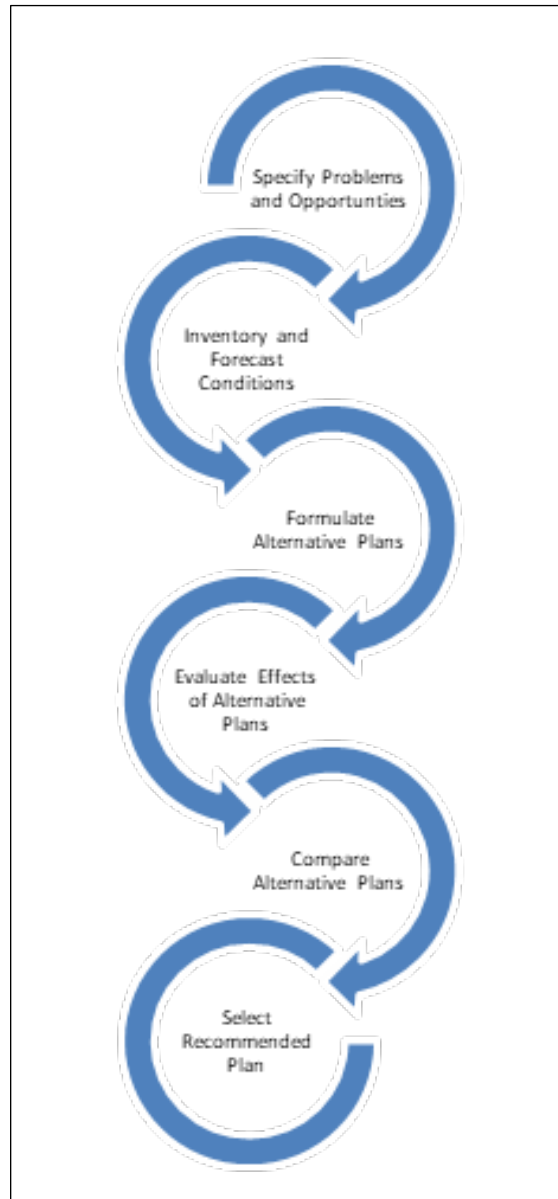 Specify Problems
and Opportunties
Inventory and
Forecast
Conditions
Formulate
Alternative Plans
Evaluate Effects
of Alternative
Plans
Compare
Alternative Plans
Select
Recommended
Plan